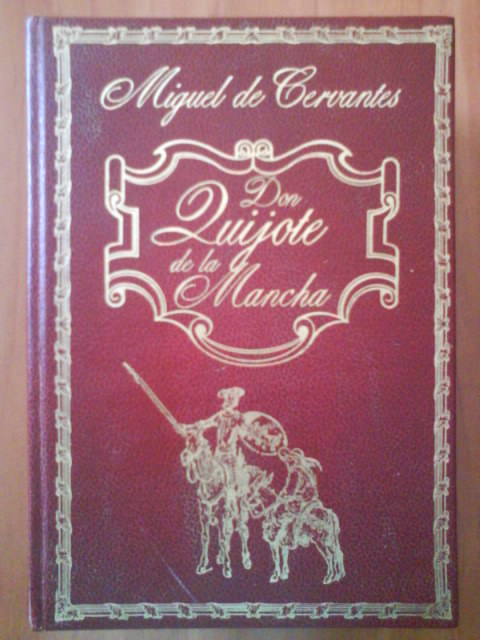 Miguel de Cervantes
Don
Quijote
de la
Mancha